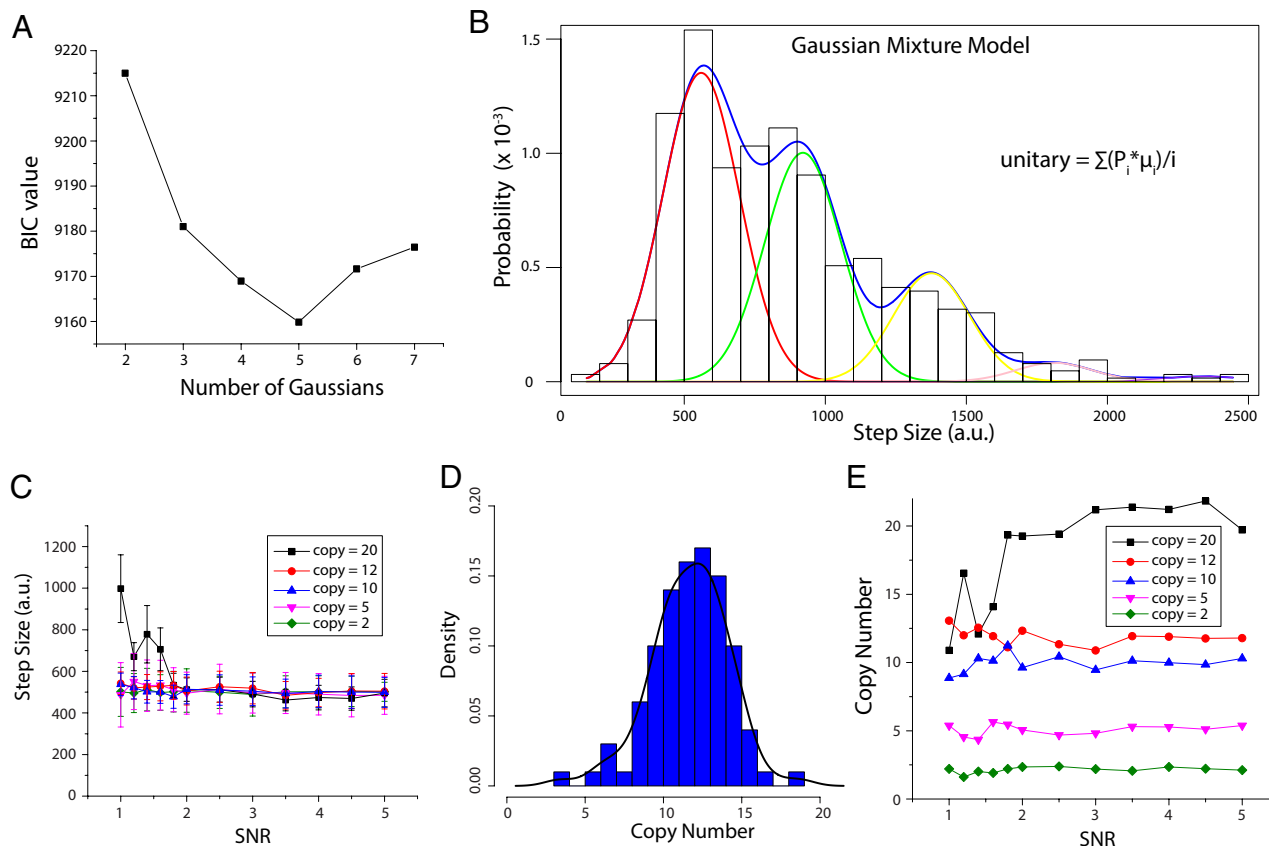 A
9220
9210
9200
9190
9180
9170
9160
BIC value
2 3 4 5 6 7
Number of Gaussians
B
Gaussian Mixture Model
unitary = Σ(Pi*μi)/i
1.5
1.0
0.5
0
Probability (x 10-3)
0 500 1000 1500 2000 2500
Step Size (a.u.)
C
1200
1000
800
600
400
200
0
Step Size (a.u.)
copy = 20
copy = 12
copy = 10
copy = 5
copy = 2
1 2 3 4 5
SNR
D
0.20
0.15
0.10
0.05
0.00
Density
0 5 10 15 20
Copy Number
E
20
15
10
5
0
Copy Number
copy = 20
copy = 12
copy = 10
copy = 5
copy = 2
1 2 3 4 5
SNR